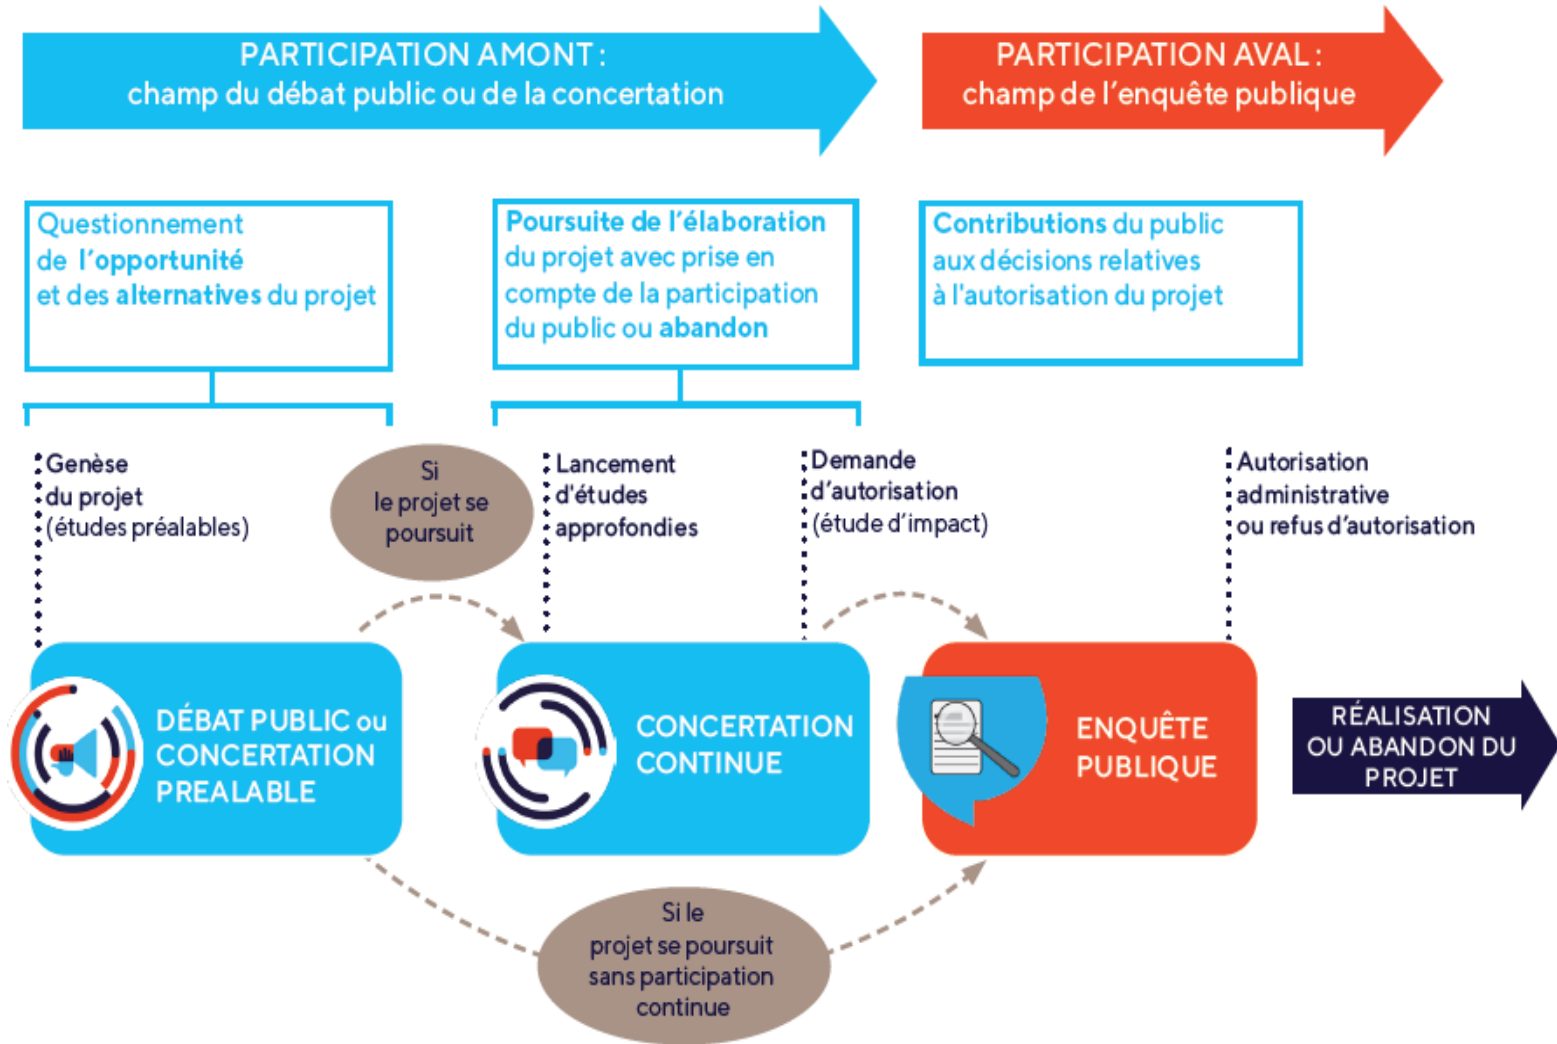 PARTICIPATION AMONT :
champ du débat public ou de la concertation
PARTICIPATION AVAL :
champ de l'enquête publique
Questionnement
de l'opportunité
et des alternatives du projet
Poursuite de l'élaboration
du projet avec prise en
compte de la participation
du public ou abandon
Contributions du public
aux décisions relatives
à l'autorisation du projet
Genèse
du projet
(études préalables)
Si
le projet se
poursuit
Lancement
d'études
approfondies
Demande
d'autorisation
(étude d'impact)
Autorisation
administrative
ou refus d'autorisation
DÉBAT PUBLIC ou
CONCERTATION
PREALABLE
CONCERTATION
CONTINUE
ENQUÊTE
PUBLIQUE
RÉALISATION
OU ABANDON DU
PROJET
Si le
projet se poursuit
sans participation
continue